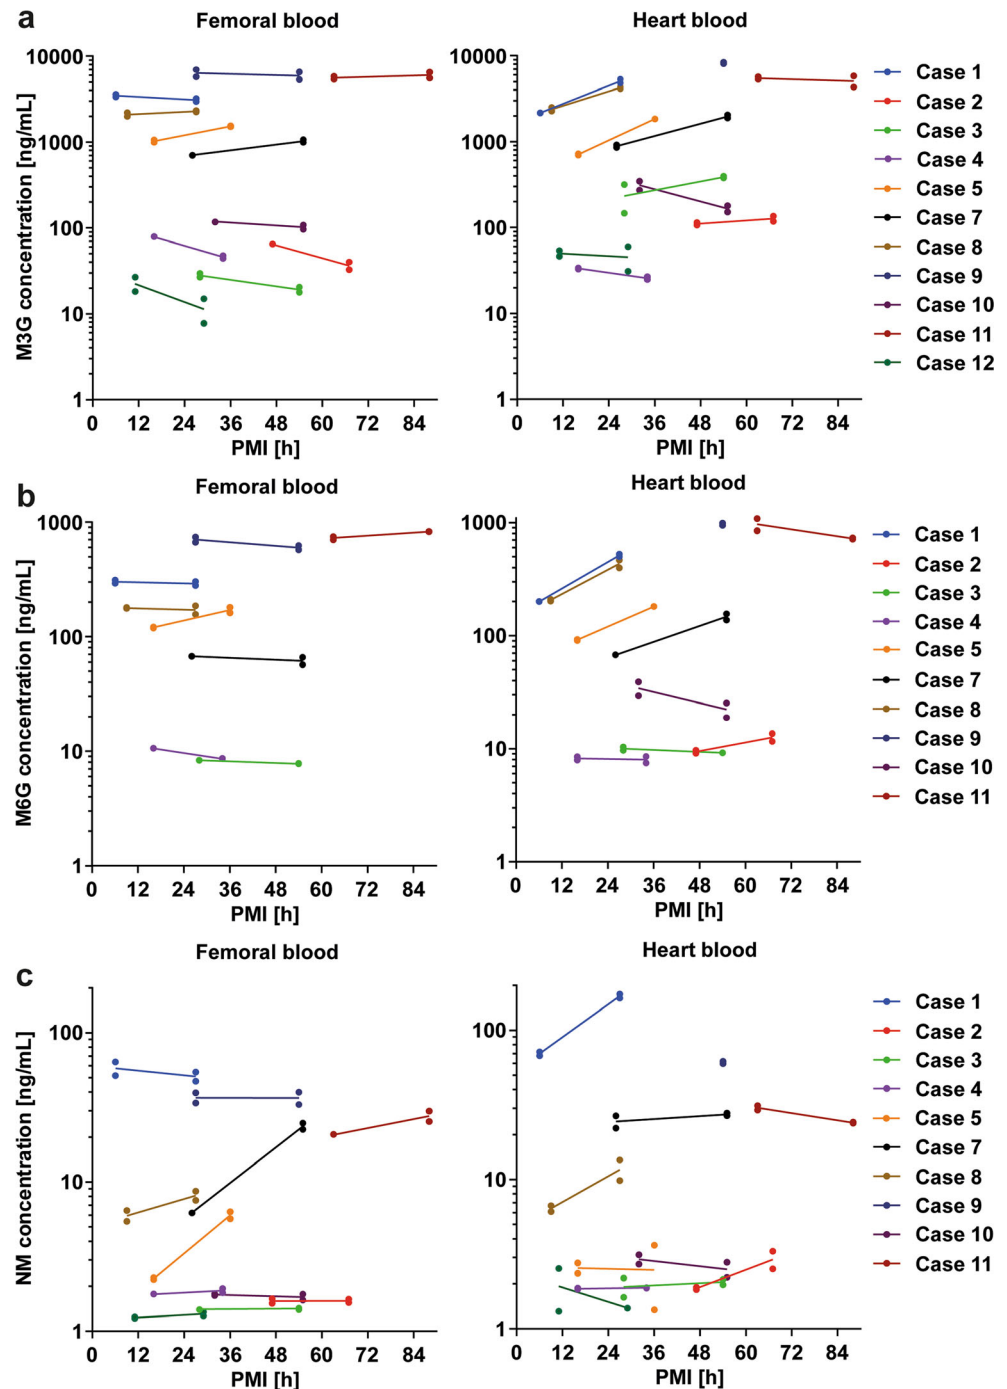 a
Femoral blood
Heart blood
M3G concentration [ng/mL]
10000
1000
100
10
1
0 12 24 36 48 60 72 84
PMI [h]
10000
1000
100
10
1
0 12 24 36 48 60 72 84
PMI [h]
Case 1
Case 2
Case 3
Case 4
Case 5
Case 7
Case 8
Case 9
Case 10
Case 11
Case 12
b
Femoral blood
Heart blood
M6G concentration [ng/mL]
1000
100
10
1
0 12 24 36 48 60 72 84
PMI [h]
1000
100
10
1
0 12 24 36 48 60 72 84
PMI [h]
Case 1
Case 2
Case 3
Case 4
Case 5
Case 7
Case 8
Case 9
Case 10
Case 11
c
Femoral blood
Heart blood
NM concentration [ng/mL]
100
10
1
0 12 24 36 48 60 72 84
PMI [h]
100
10
1
0 12 24 36 48 60 72 84
PMI [h]
Case 1
Case 2
Case 3
Case 4
Case 5
Case 7
Case 8
Case 9
Case 10
Case 11